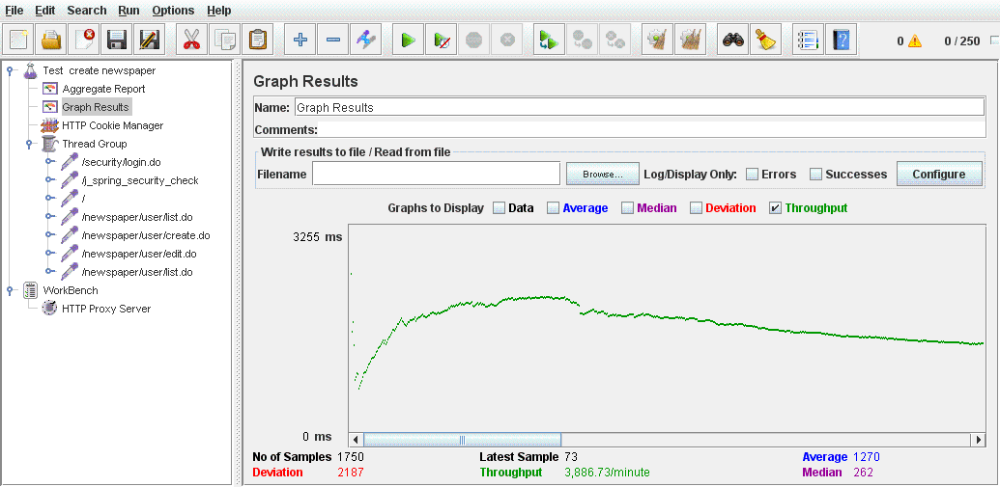 File Edit Search Run Options Help
0 0 / 250
Test create newspaper
Aggregate Report
Graph Results
HTTP Cookie Manager
Thread Group
/security/login.do
/j_spring_security_check
/
/newspaper/user/list.do
/newspaper/user/create.do
/newspaper/user/edit.do
/newspaper/user/list.do
WorkBench
HTTP Proxy Server
Graph Results
Name: Graph Results
Comments:
Write results to file / Read from file
Filename Browse... Log/Display Only: Errors Successes Configure
Graphs to Display Data Average Median Deviation Throughput
3255 ms
0 ms
No of Samples 1750 Latest Sample 73 Average 1270
Deviation 2187 Throughput 3,886.73/minute Median 262